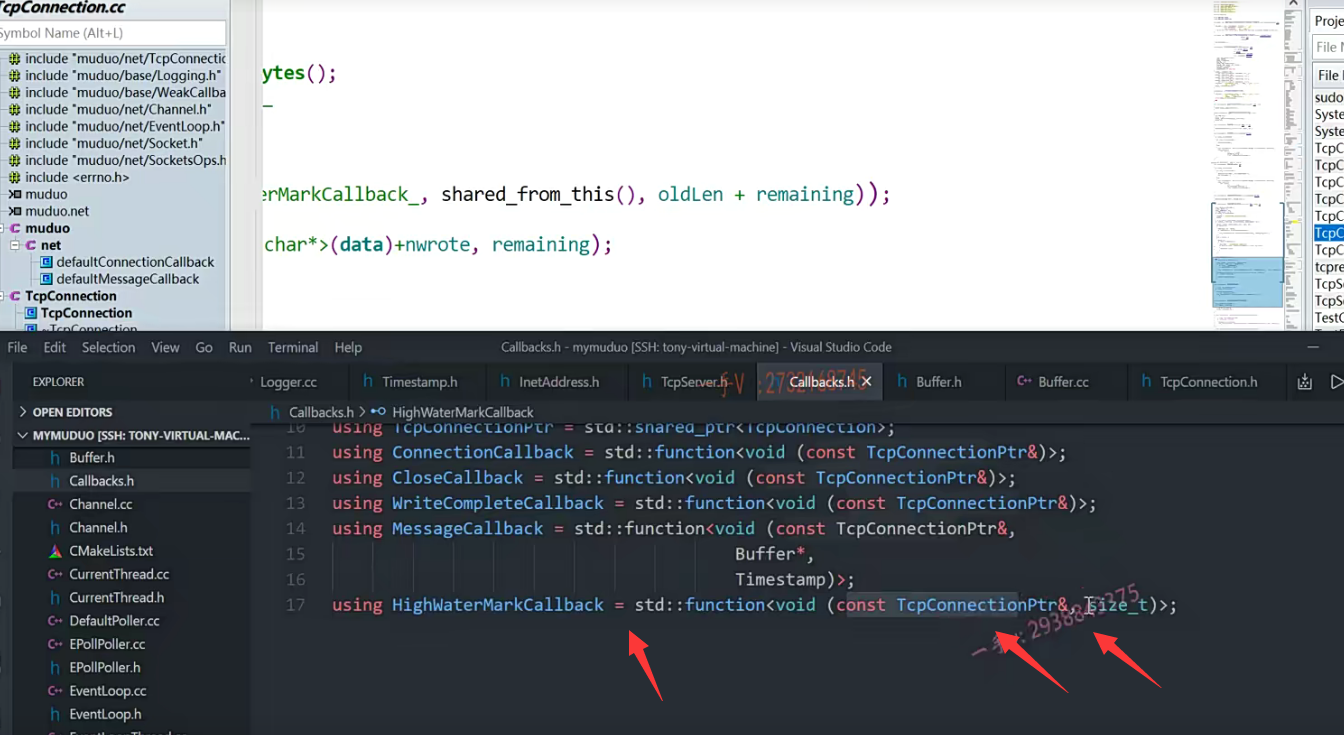 TcpConnection.cc
Symbol Name (Alt+L)
include "muduo/net/TcpConnectic
include "muduo/base/Logging.h"
include "muduo/base/WeakCallba
include "muduo/net/Channel.h"
include "muduo/net/EventLoop.h"
include "muduo/net/Socket.h"
include "muduo/net/SocketsOps.h
include <errno.h>
muduo
muduo.net
muduo
net
defaultConnectionCallback
defaultMessageCallback
TcpConnection
TcpConnection
~TcpConnection
ytes();
erMarkCallback_, shared_from_this(), oldLen + remaining));
char*>(data)+nwrote, remaining);
Proje
File N
File
sudo
Syste
Syste
TcpC
TcpC
TcpC
TcpC
TcpC
TcpC
TcpC
tcpre
TcpSe
TcpSe
TestC
File Edit Selection View Go Run Terminal Help
Callbacks.h - mymuduo [SSH: tony-virtual-machine] - Visual Studio Code
EXPLORER
Logger.cc
h Timestamp.h
h InetAddress.h
h TcpServer.h
Callbacks.h
h Buffer.h
C++ Buffer.cc
h TcpConnection.h
OPEN EDITORS
MYMUDUO [SSH: TONY-VIRTUAL-MAC...
h Buffer.h
h Callbacks.h
C++ Channel.cc
h Channel.h
CMakeLists.txt
C++ CurrentThread.cc
h CurrentThread.h
C++ DefaultPoller.cc
C++ EPollPoller.cc
h EPollPoller.h
C++ EventLoop.cc
h EventLoop.h
h Callbacks.h > HighWaterMarkCallback
10 using TcpConnectionPtr = std::shared_ptr<TcpConnection>;
11 using ConnectionCallback = std::function<void (const TcpConnectionPtr&)>;
12 using CloseCallback = std::function<void (const TcpConnectionPtr&)>;
13 using WriteCompleteCallback = std::function<void (const TcpConnectionPtr&)>;
14 using MessageCallback = std::function<void (const TcpConnectionPtr&,
15 Buffer*,
16 Timestamp)>;
17 using HighWaterMarkCallback = std::function<void (const TcpConnectionPtr&, size_t)>;